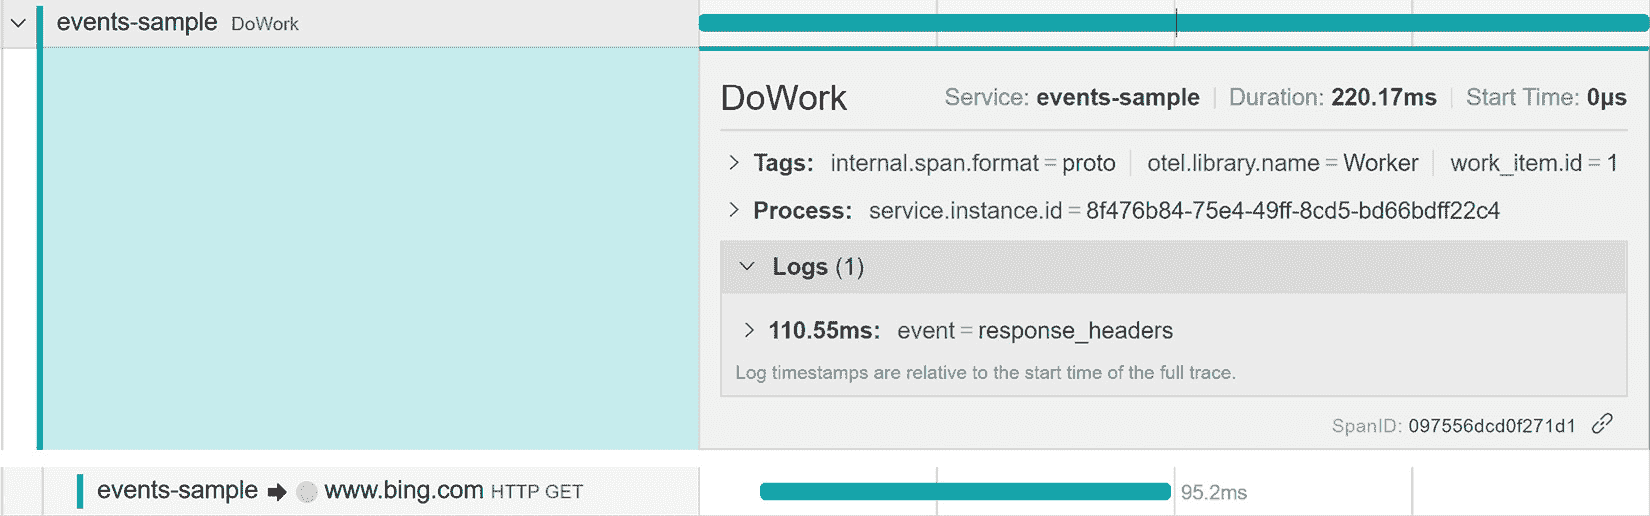 events-sample DoWork
DoWork Service: events-sample Duration: 220.17ms Start Time: 0μs
Tags: internal.span.format = proto otel.library.name = Worker work_item.id = 1
Process: service.instance.id = 8f476b84-75e4-49ff-8cd5-bd66bdff22c4
Logs (1)
110.55ms: event = response_headers
Log timestamps are relative to the start time of the full trace.
SpanID: 097556dcd0f271d1
events-sample www.bing.com HTTP GET 95.2ms